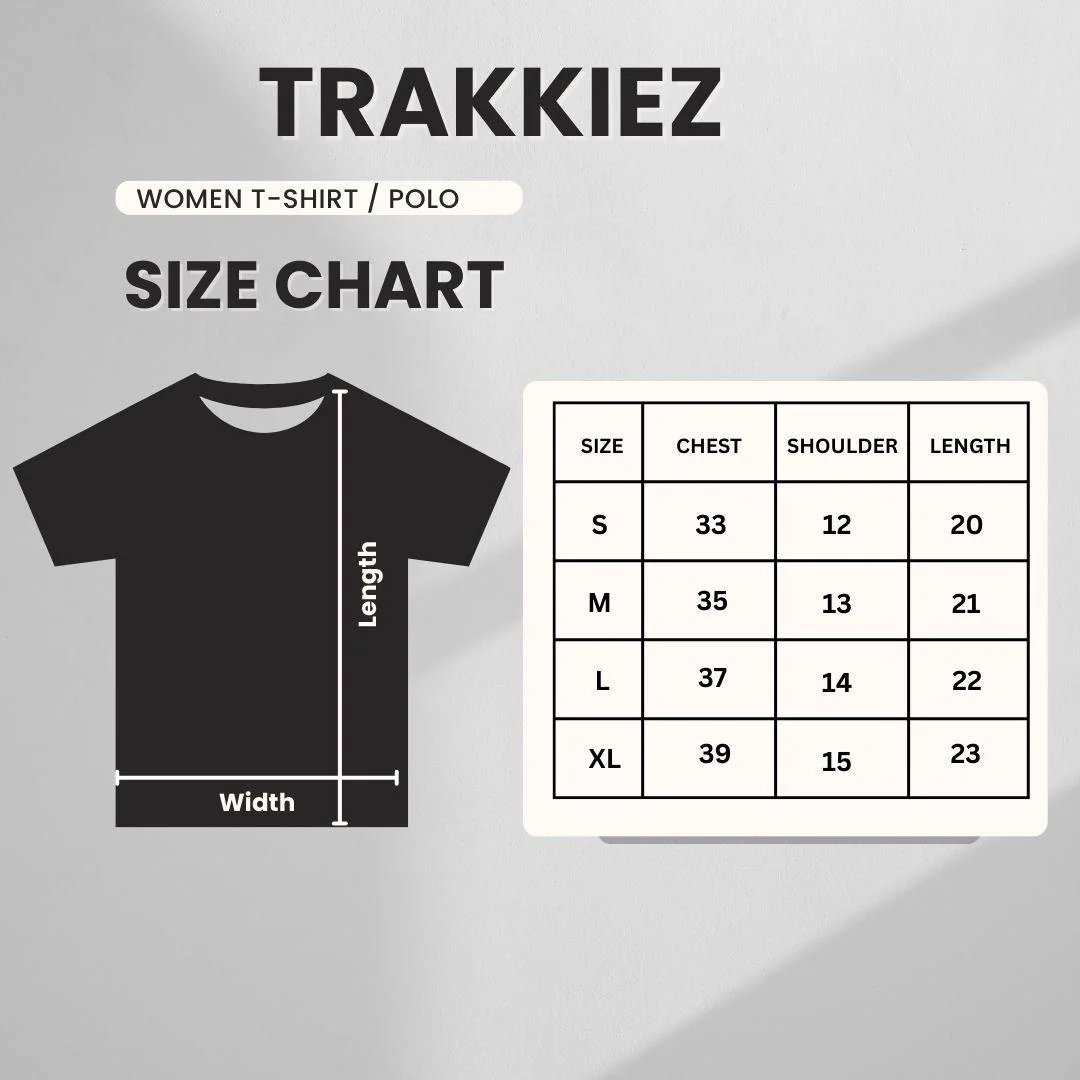 TRAKKIEZ
WOMEN T-SHIRT / POLO
SIZE CHART
Length
Width
SIZE CHEST SHOULDER LENGTH
S 33 12 20
M 35 13 21
L 37 14 22
XL 39 15 23